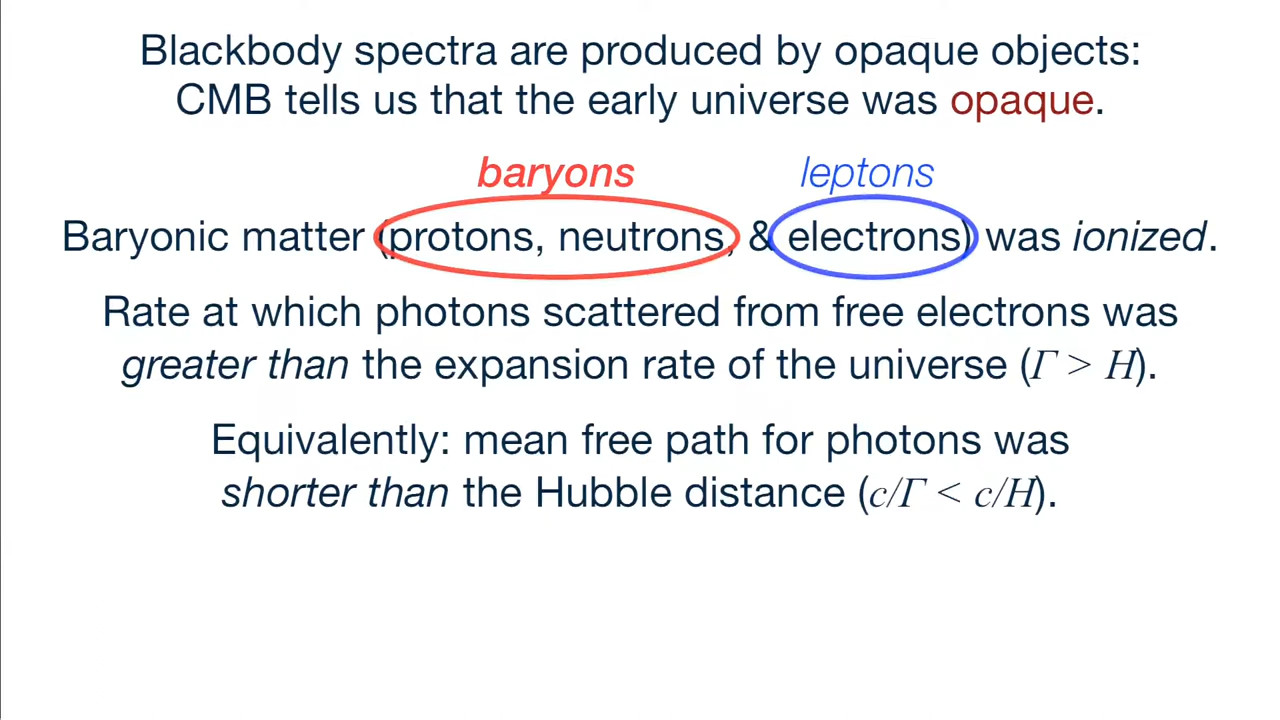 Blackbody spectra are produced by opaque objects:
CMB tells us that the early universe was opaque.
baryons leptons
Baryonic matter (protons, neutrons, & electrons) was ionized.
Rate at which photons scattered from free electrons was
greater than the expansion rate of the universe (Γ > H).
Equivalently: mean free path for photons was
shorter than the Hubble distance (c/Γ < c/H).